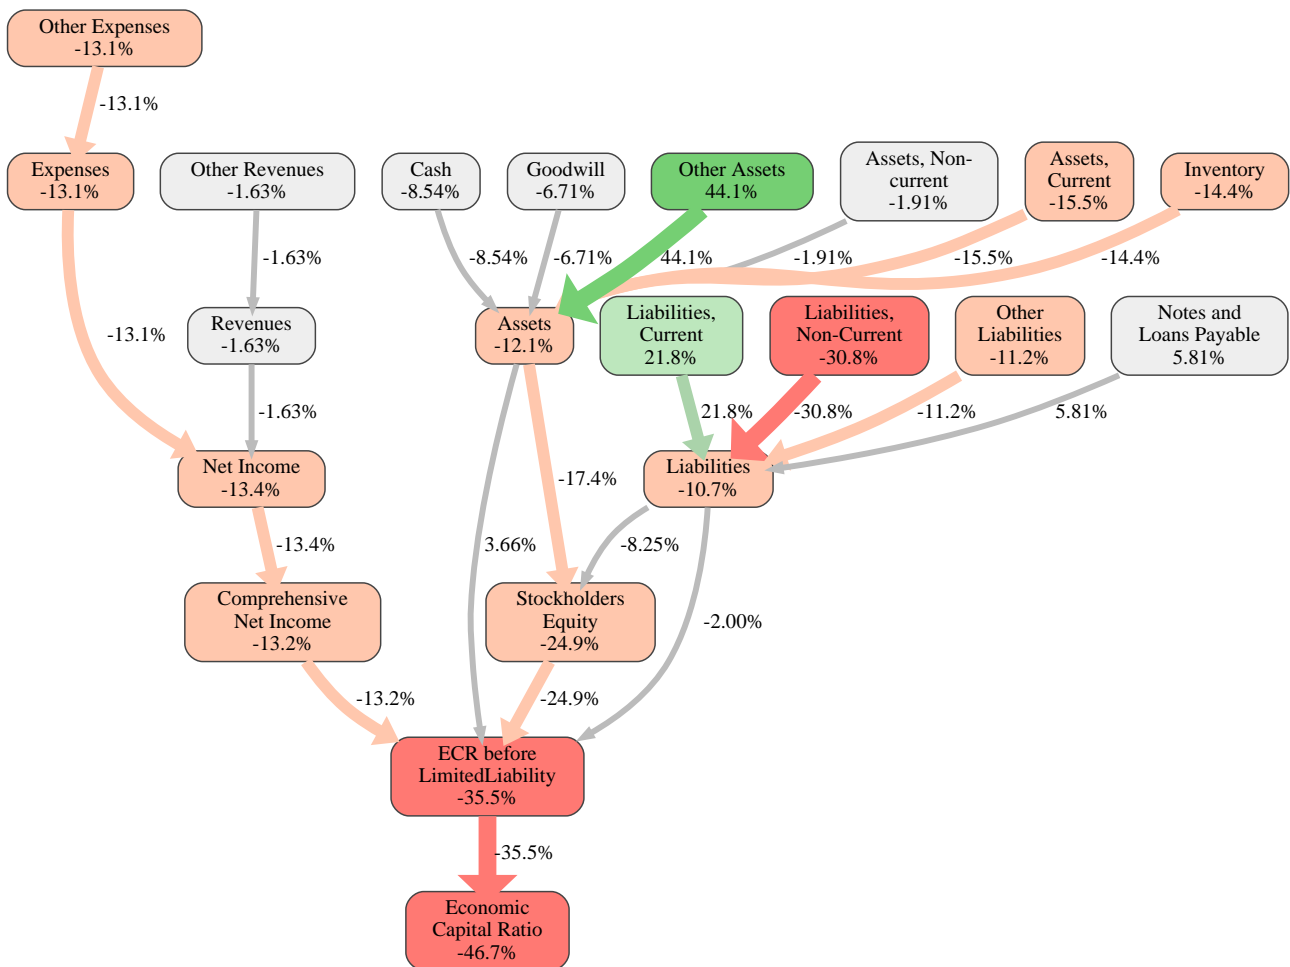 Other Expenses
-13.1%
-13.1%
Expenses
-13.1%
Other Revenues
-1.63%
Cash
-8.54%
Goodwill
-6.71%
Other Assets
44.1%
Assets, Non-
current
-1.91%
Assets,
Current
-15.5%
Inventory
-14.4%
-1.63%
-8.54%
-6.71%
44.1%
-1.91%
-15.5%
-14.4%
-13.1%
Revenues
-1.63%
Assets
-12.1%
Liabilities,
Current
21.8%
Liabilities,
Non-Current
-30.8%
Other
Liabilities
-11.2%
Notes and
Loans Payable
5.81%
-1.63%
21.8%
-30.8%
-11.2%
5.81%
Net Income
-13.4%
-17.4%
Liabilities
-10.7%
-13.4%
3.66%
-8.25%
Comprehensive
Net Income
-13.2%
Stockholders
Equity
-24.9%
-2.00%
-13.2%
-24.9%
ECR before
LimitedLiability
-35.5%
-35.5%
Economic
Capital Ratio
-46.7%